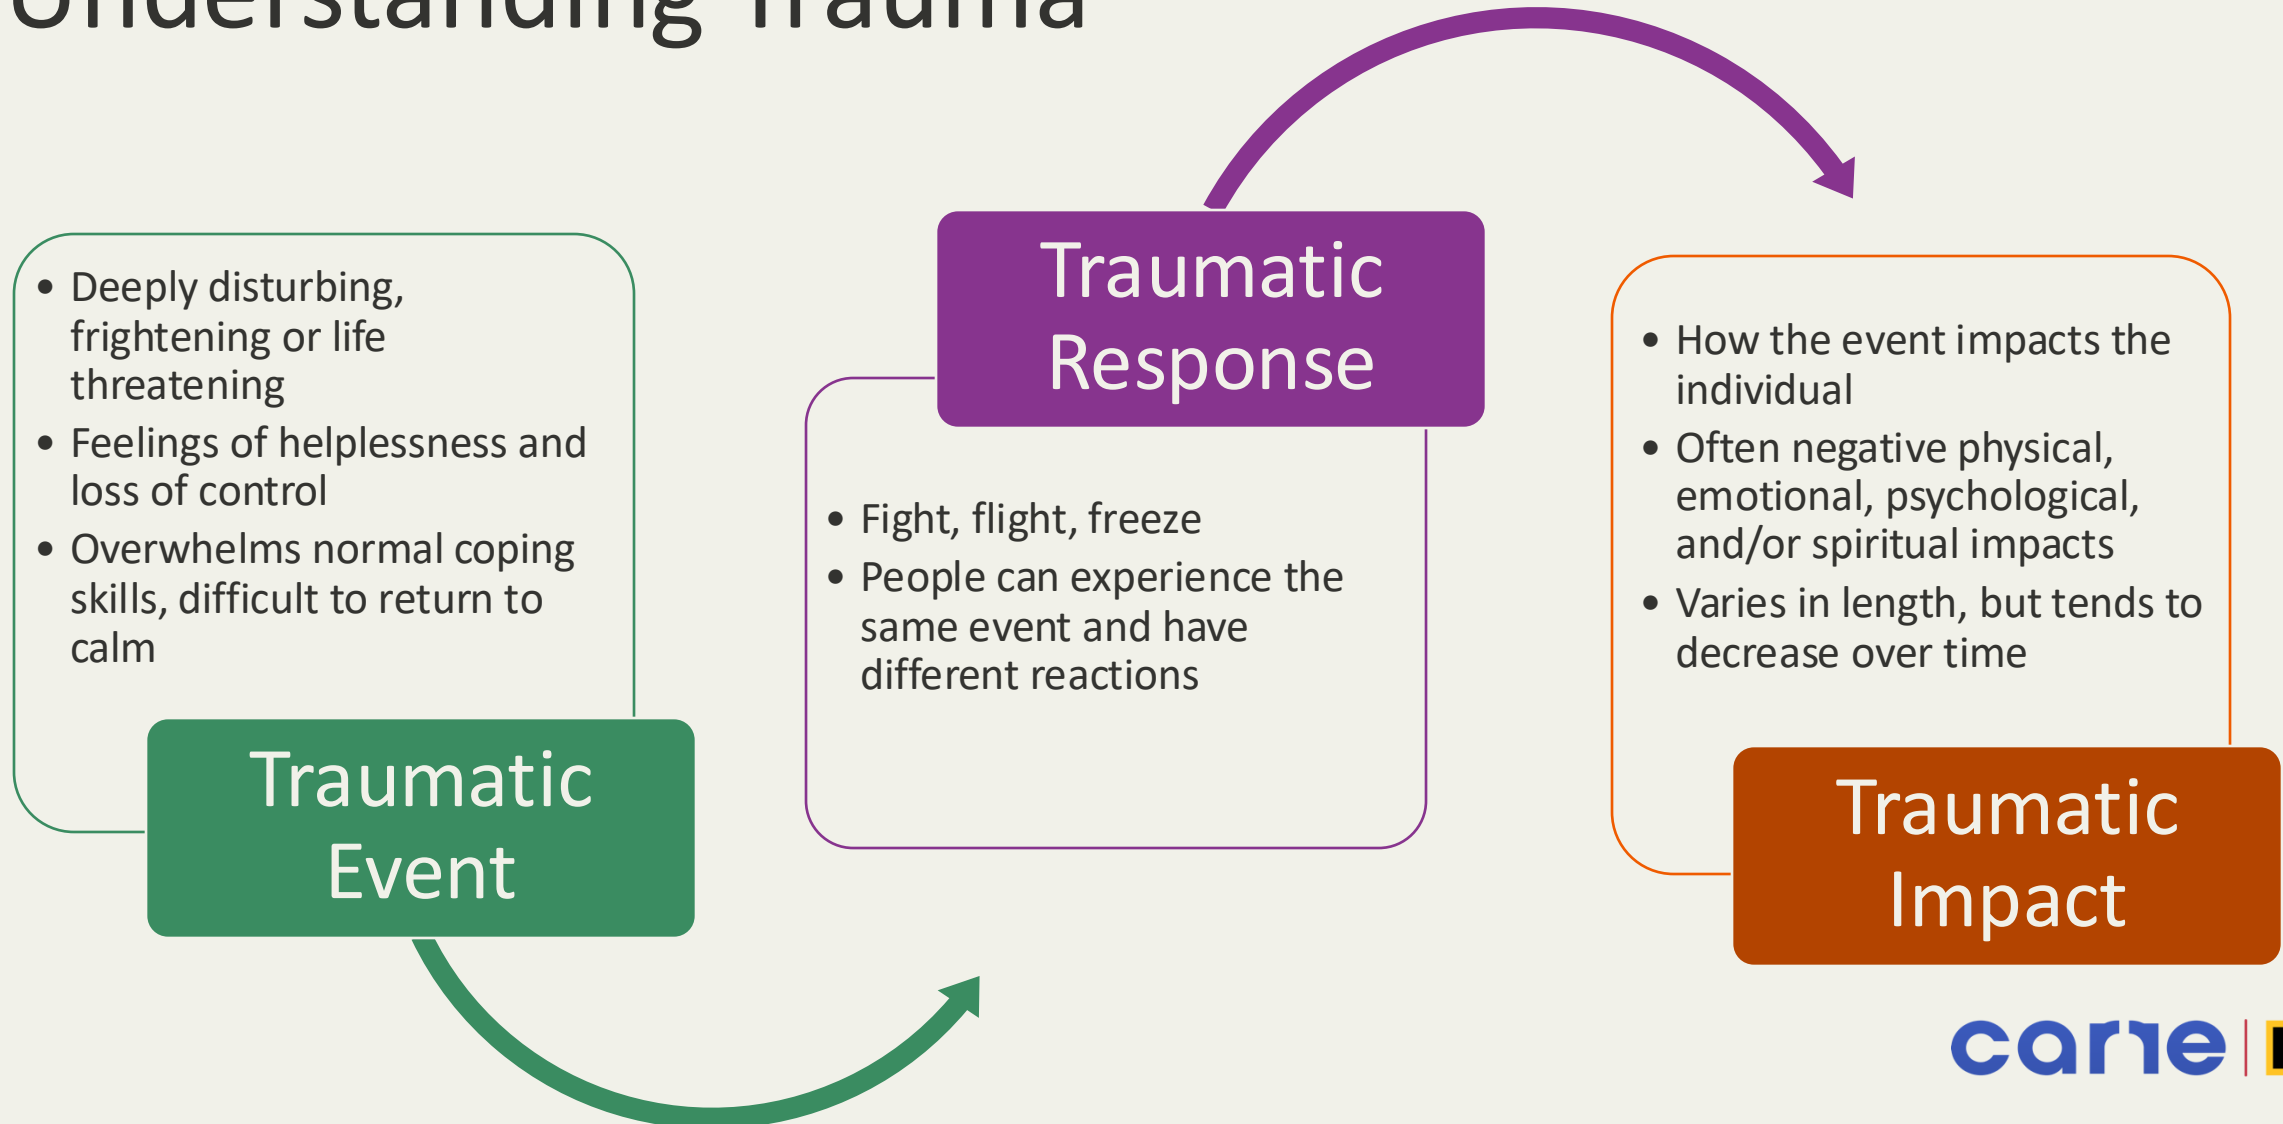 Understanding Trauma
• Deeply disturbing,
frightening or life
threatening
• Feelings of helplessness and
loss of control
• Overwhelms normal coping
skills, difficult to return to
calm
Traumatic
Event
Traumatic
Response
• Fight, flight, freeze
• People can experience the
same event and have
different reactions
• How the event impacts the
individual
• Often negative physical,
emotional, psychological,
and/or spiritual impacts
• Varies in length, but tends to
decrease over time
Traumatic
Impact